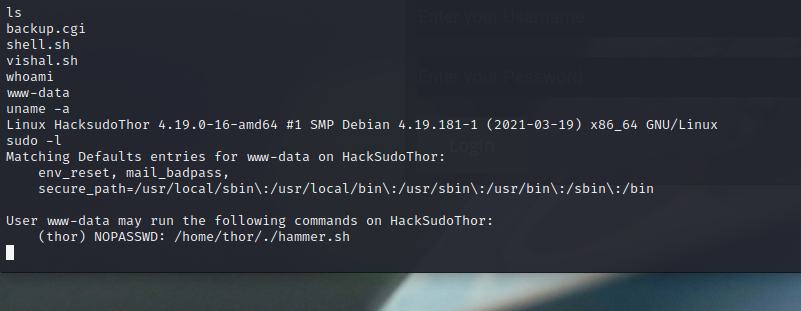 Enter your Username
ls
backup.cgi
shell.sh
vishal.sh
Enter your Password
whoami
www-data
uname -a
Linux HacksudoThor 4.19.0-16-amd64 #1 SMP Debian 4.19.181-1 (2021-03-19) x86_64 GNU/Linux
sudo -l
Login
Matching Defaults entries for www-data on HackSudoThor:
    env_reset, mail_badpass,
    secure_path=/usr/local/sbin\:/usr/local/bin\:/usr/sbin\:/usr/bin\:/sbin\:/bin
User www-data may run the following commands on HackSudoThor:
    (thor) NOPASSWD: /home/thor/./hammer.sh